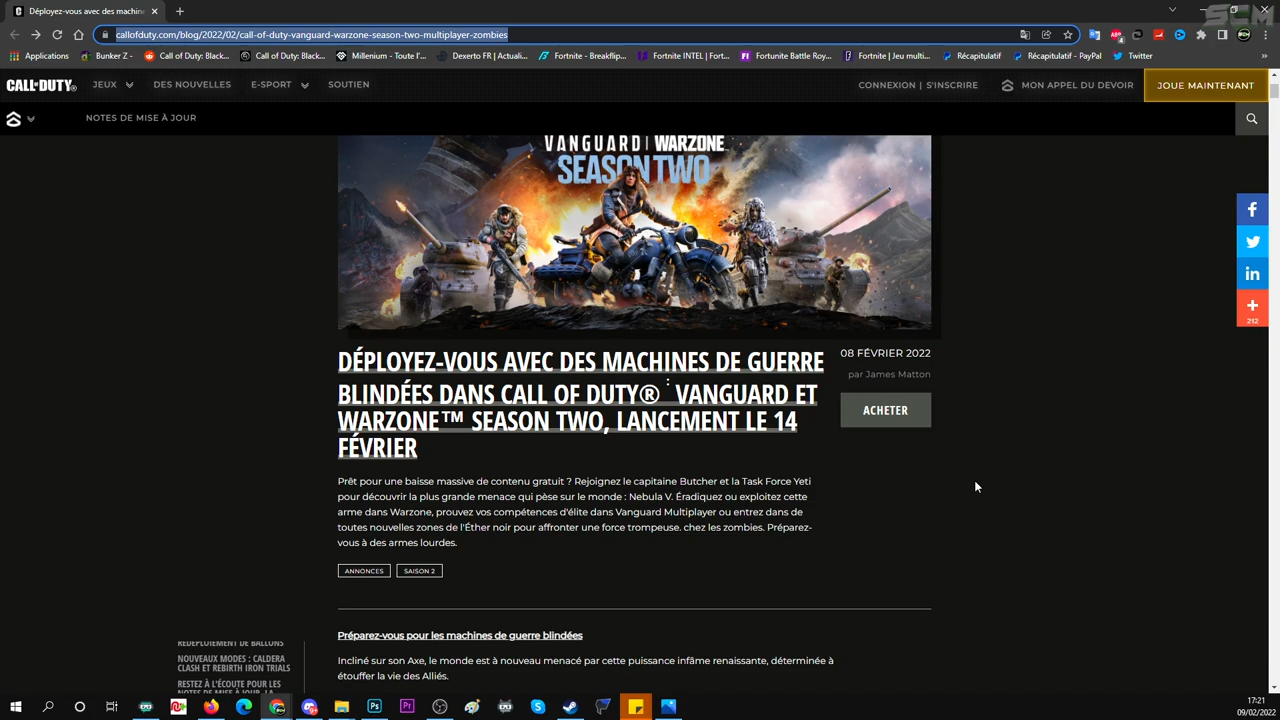 Déployez-vous avec des machine
SCM
callofduty.com/blog/2022/02/call-of-duty-vanguard-warzone-season-two-multiplayer-zombies
Applications
Bunker Z -
Call of Duty: Black...
Call of Duty: Black...
Millenium - Toute l'...
Dexerto FR | Actuali...
Fortnite - Breakflip...
Fortnite INTEL | Fort...
Fortunite Battle Roy...
Fortnite | Jeu multi...
Récapitulatif
Récapitulatif - PayPal
Twitter
CALL OF DUTY
JEUX
DES NOUVELLES
E-SPORT
SOUTIEN
CONNEXION | S'INSCRIRE
MON APPEL DU DEVOIR
JOUE MAINTENANT
NOTES DE MISE À JOUR
VANGUARD | WARZONE
SEASON TWO
212
DÉPLOYEZ-VOUS AVEC DES MACHINES DE GUERRE
BLINDÉES DANS CALL OF DUTY® : VANGUARD ET
WARZONE™ SEASON TWO, LANCEMENT LE 14
FÉVRIER
08 FÉVRIER 2022
par James Matton
ACHETER
Prêt pour une baisse massive de contenu gratuit ? Rejoignez le capitaine Butcher et la Task Force Yeti
pour découvrir la plus grande menace qui pèse sur le monde : Nebula V. Éradiquez ou exploitez cette
arme dans Warzone, prouvez vos compétences d'élite dans Vanguard Multiplayer ou entrez dans de
toutes nouvelles zones de l'Éther noir pour affronter une force trompeuse. chez les zombies. Préparez-
vous à des armes lourdes.
ANNONCES
SAISON 2
Préparez-vous pour les machines de guerre blindées
Incliné sur son Axe, le monde est à nouveau menacé par cette puissance infâme renaissante, déterminée à
étouffer la vie des Alliés.
REDÉPLOIEMENT DE BALLONS
NOUVEAUX MODES : CALDERA
CLASH ET REBIRTH IRON TRIALS
RESTEZ À L'ÉCOUTE POUR LES
NOTES DE MISE À JOUR, LA
17:21
09/02/2022